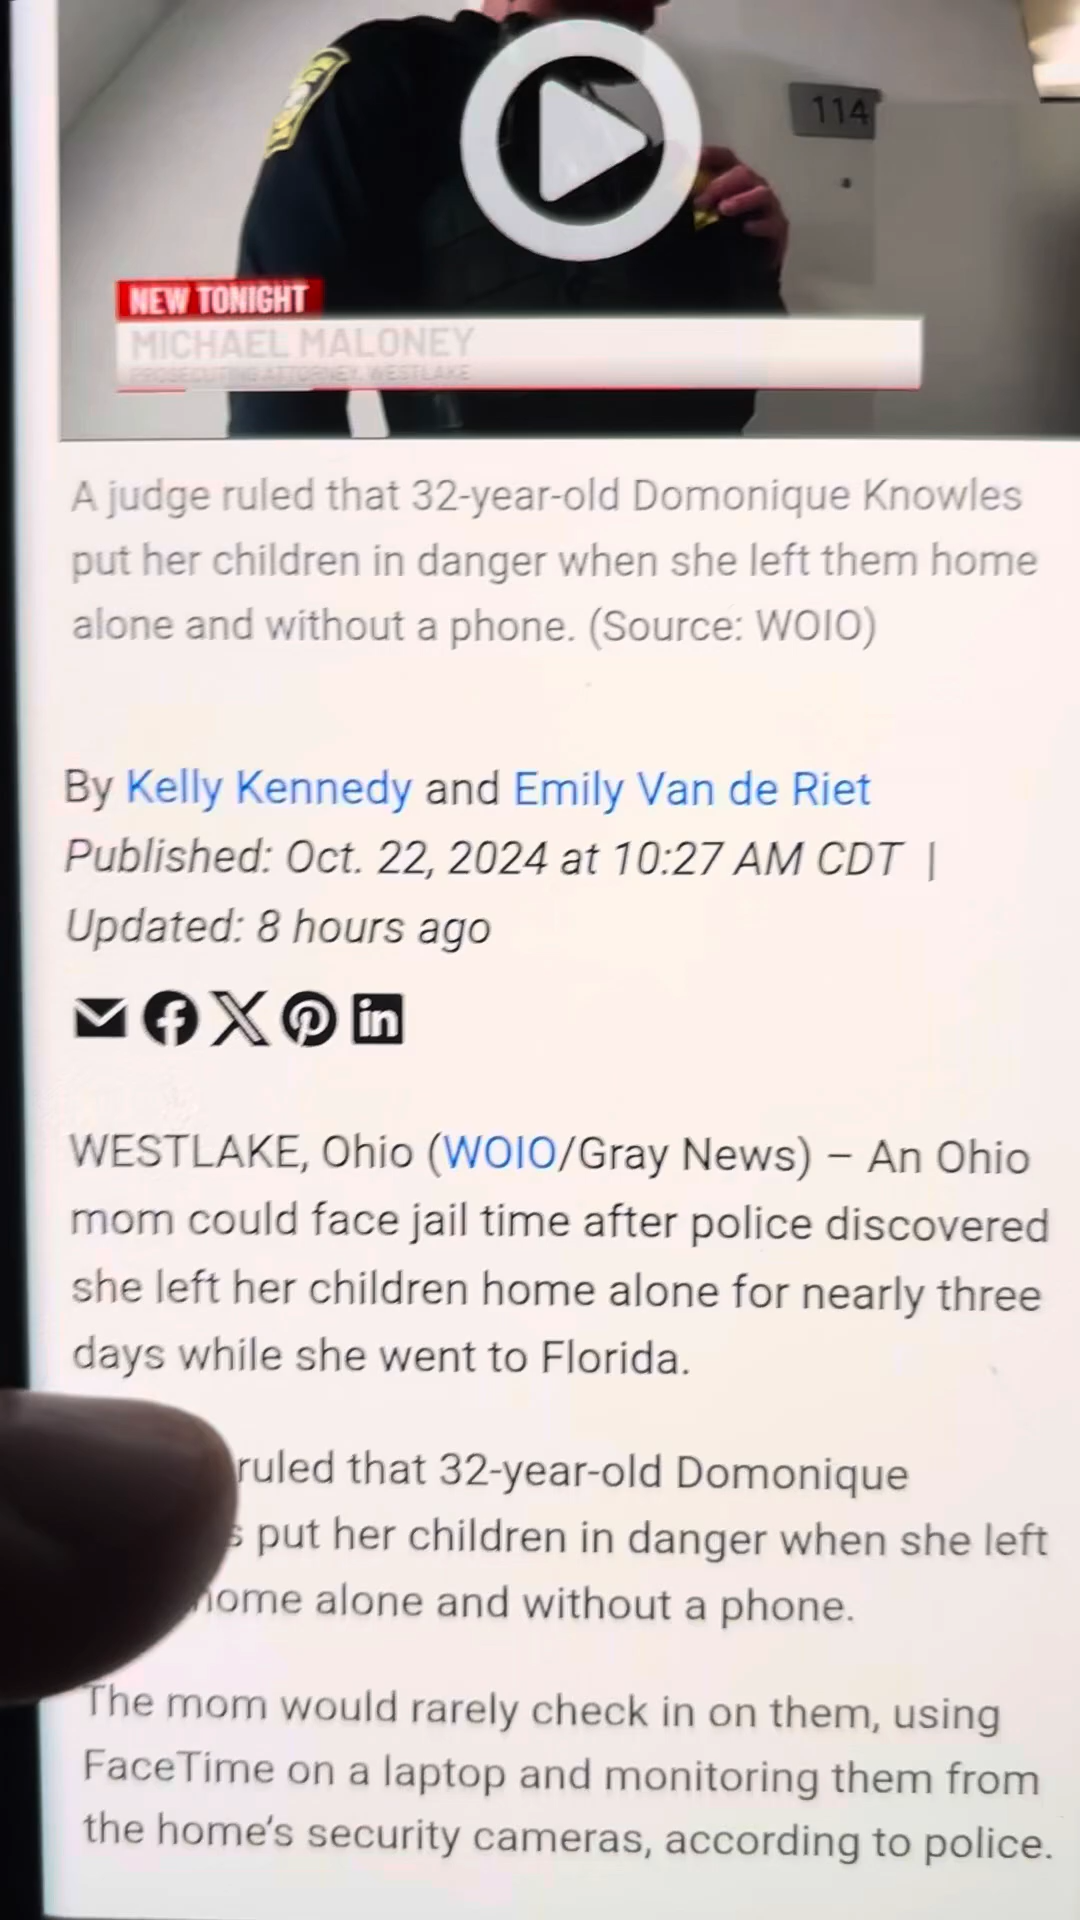 114
NEW TONIGHT
MICHAEL MALONEY
PROSECUTING ATTORNEY, WESTLAKE
A judge ruled that 32-year-old Domonique Knowles
put her children in danger when she left them home
alone and without a phone. (Source: WOIO)
By Kelly Kennedy and Emily Van de Riet
Published: Oct. 22, 2024 at 10:27 AM CDT |
Updated: 8 hours ago
in
WESTLAKE, Ohio (WOIO/Gray News) – An Ohio
mom could face jail time after police discovered
she left her children home alone for nearly three
days while she went to Florida.
ruled that 32-year-old Domonique
put her children in danger when she left
home alone and without a phone.
The mom would rarely check in on them, using
FaceTime on a laptop and monitoring them from
the home's security cameras, according to police.